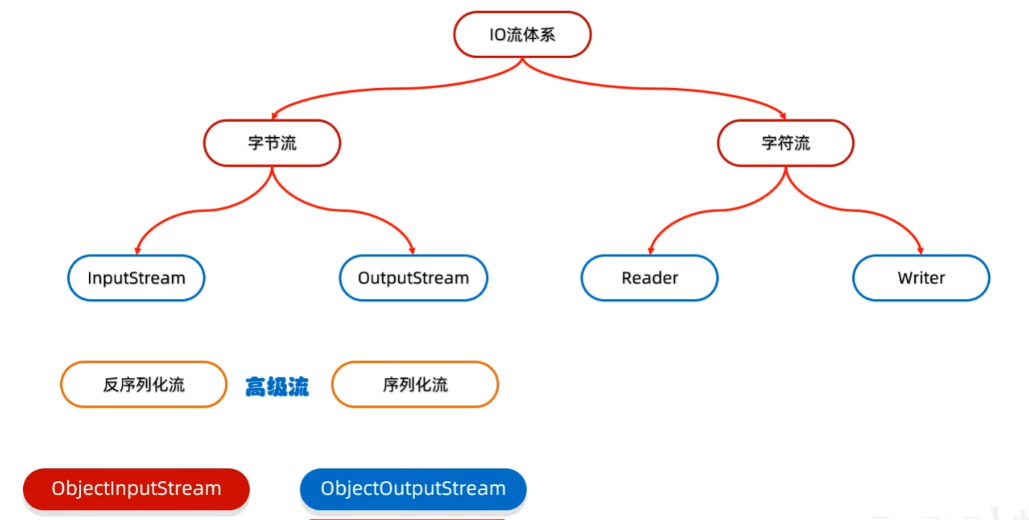 IO流体系
字节流
字符流
InputStream
OutputStream
Reader
Writer
反序列化流
高级流
序列化流
ObjectInputStream
ObjectOutputStream